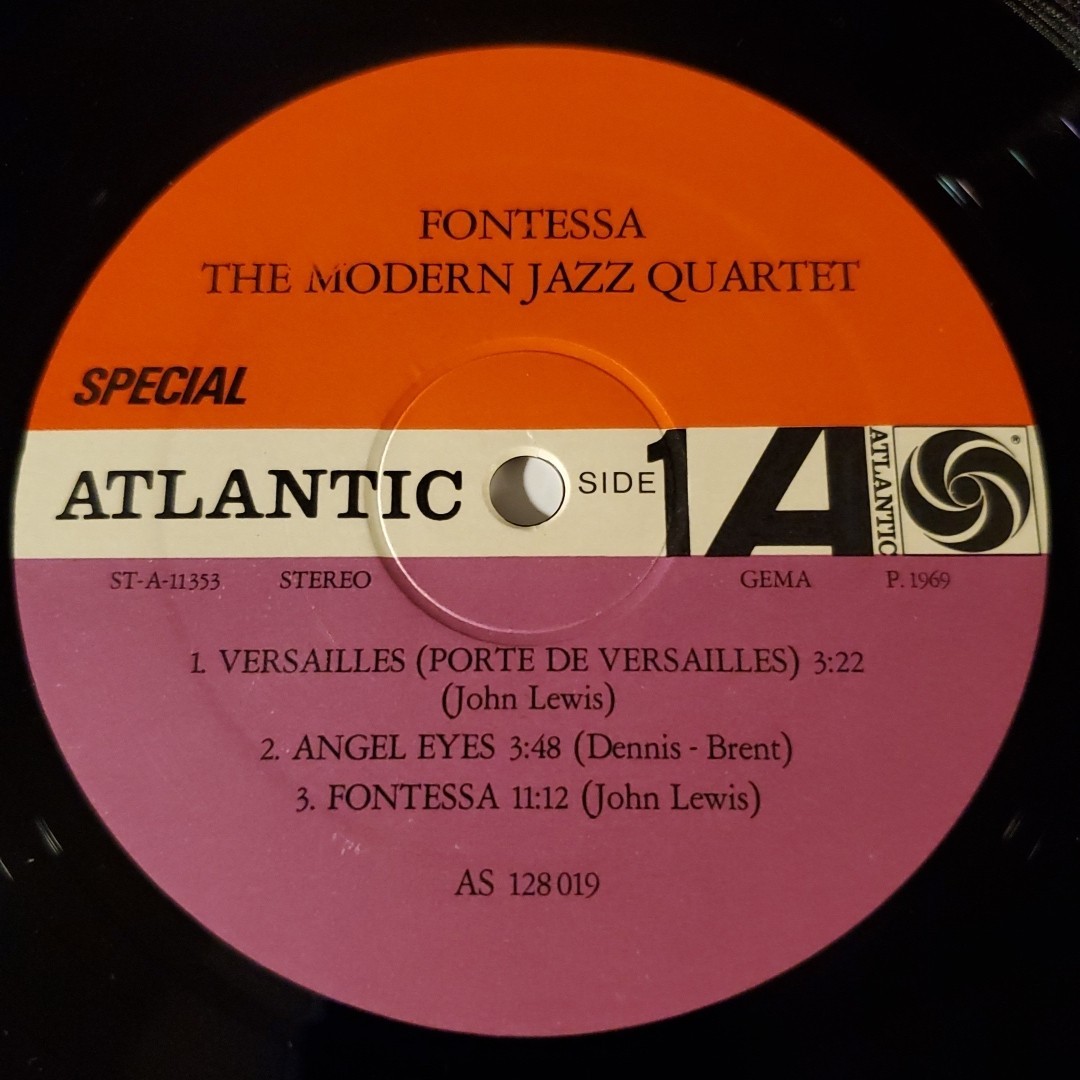 FONTESSA
THE MODERN JAZZ QUARTET
SPECIAL
ATLANTIC
SIDE 1
A
ATLANTIC
®
ST-A-11353 STEREO GEMA P. 1969
1. VERSAILLES (PORTE DE VERSAILLES) 3:22
(John Lewis)
2. ANGEL EYES 3:48 (Dennis - Brent)
3. FONTESSA 11:12 (John Lewis)
AS 128 019